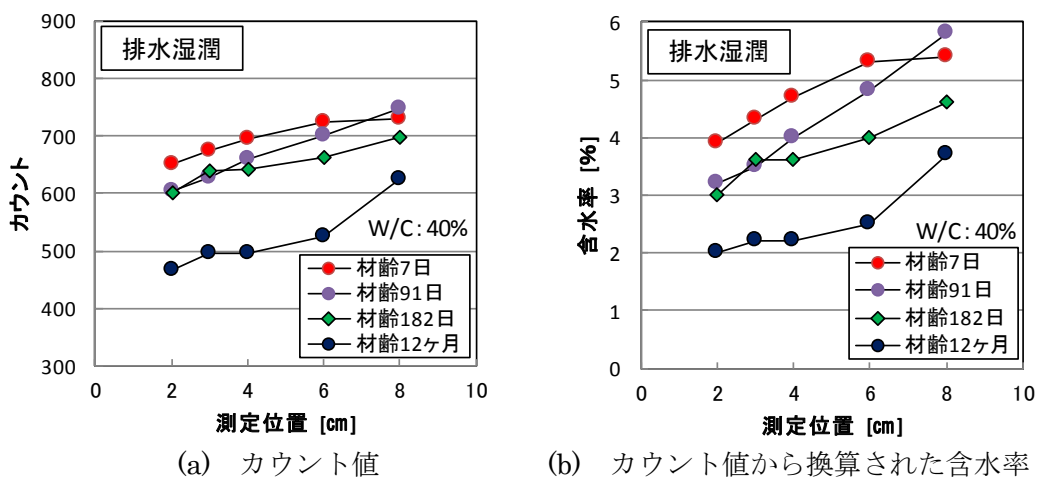 900
800
700
600
500
400
300
カウント
排水湿潤
W/C: 40%
材齢7日
材齢91日
材齢182日
材齢12ヶ月
0 2 4 6 8 10
測定位置 [cm]
(a) カウント値
6
5
4
3
2
1
0
含水率 [%]
排水湿潤
W/C: 40%
材齢7日
材齢91日
材齢182日
材齢12ヶ月
0 2 4 6 8 10
測定位置 [cm]
(b) カウント値から換算された含水率